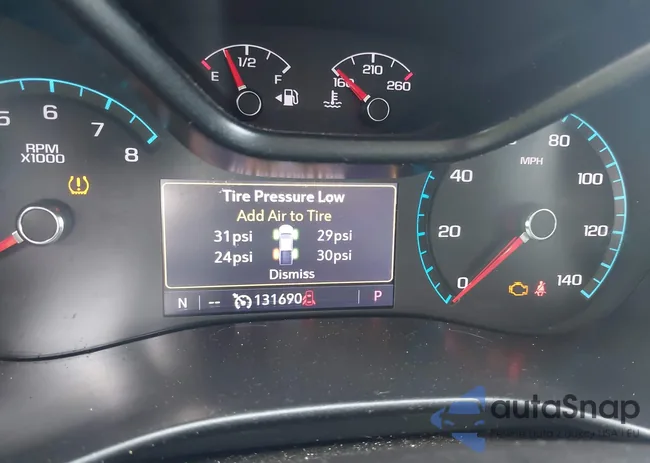 E 1/2 F
160 210 260
5 6 7 8
RPM
X1000
Tire Pressure Low
Add Air to Tire
31psi 29psi
24psi 30psi
Dismiss
N -- 131690 P
0 20 40 80 100 120 140
MPH
autoSnap